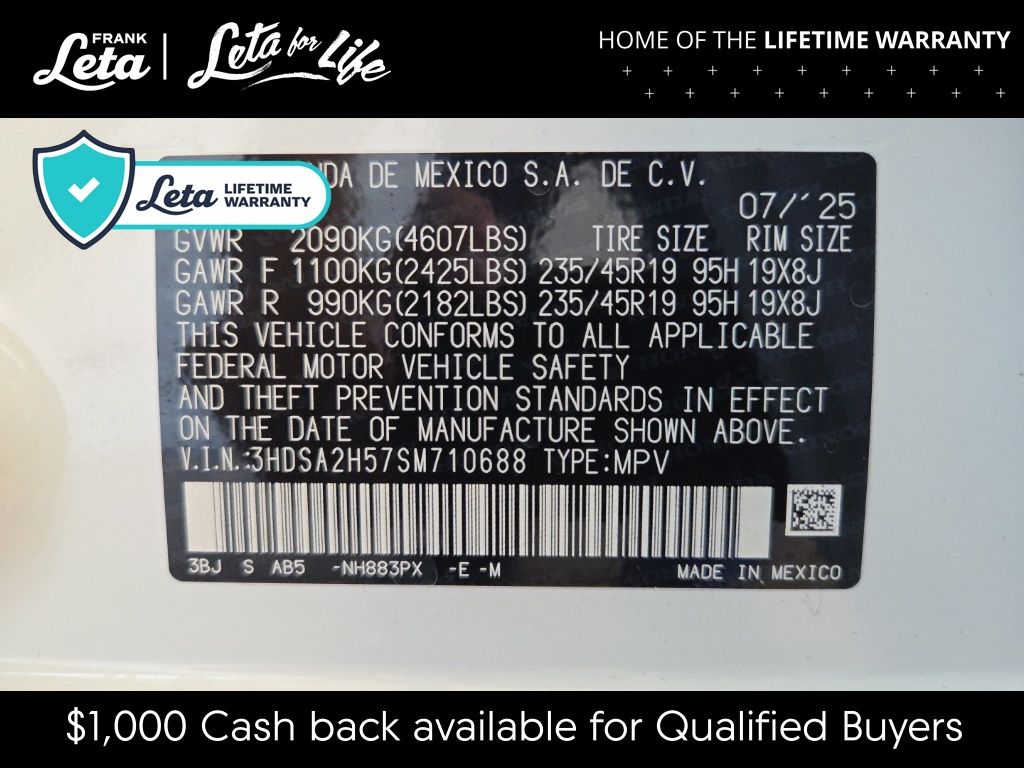 FRANK
Leta
Leta for Life
HOME OF THE LIFETIME WARRANTY
Leta LIFETIME
WARRANTY
DA DE MEXICO S.A. DE C.V.
07/'25
GVWR 2090KG(4607LBS) TIRE SIZE RIM SIZE
GAWR F 1100KG(2425LBS) 235/45R19 95H 19X8J
GAWR R 990KG(2182LBS) 235/45R19 95H 19X8J
THIS VEHICLE CONFORMS TO ALL APPLICABLE
FEDERAL MOTOR VEHICLE SAFETY
AND THEFT PREVENTION STANDARDS IN EFFECT
ON THE DATE OF MANUFACTURE SHOWN ABOVE.
V.I.N.:3HDSA2H57SM710688 TYPE:MPV
3BJ S AB5 -NH883PX -E -M MADE IN MEXICO
$1,000 Cash back available for Qualified Buyers